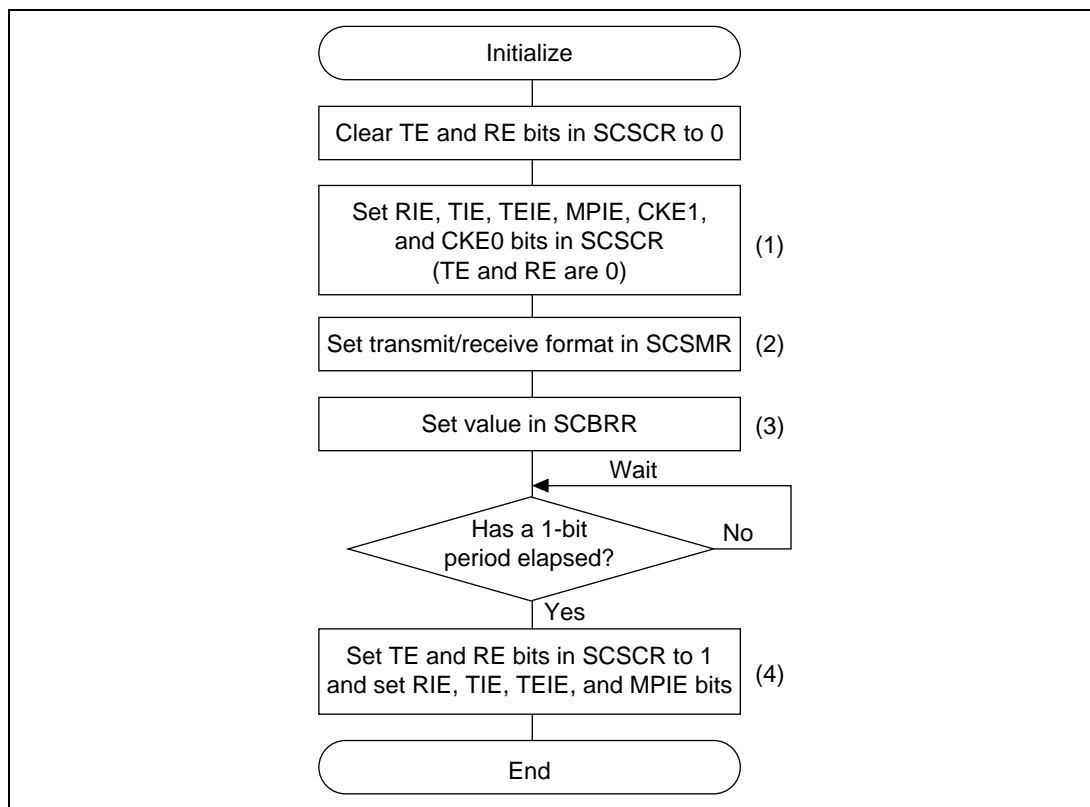 Initialize
Clear TE and RE bits in SCSCR to 0
Set RIE, TIE, TEIE, MPIE, CKE1,
and CKE0 bits in SCSCR
(TE and RE are 0)
(1)
Set transmit/receive format in SCSMR
(2)
Set value in SCBRR
(3)
Wait
Has a 1-bit
period elapsed?
No
Yes
Set TE and RE bits in SCSCR to 1
and set RIE, TIE, TEIE, and MPIE bits
(4)
End